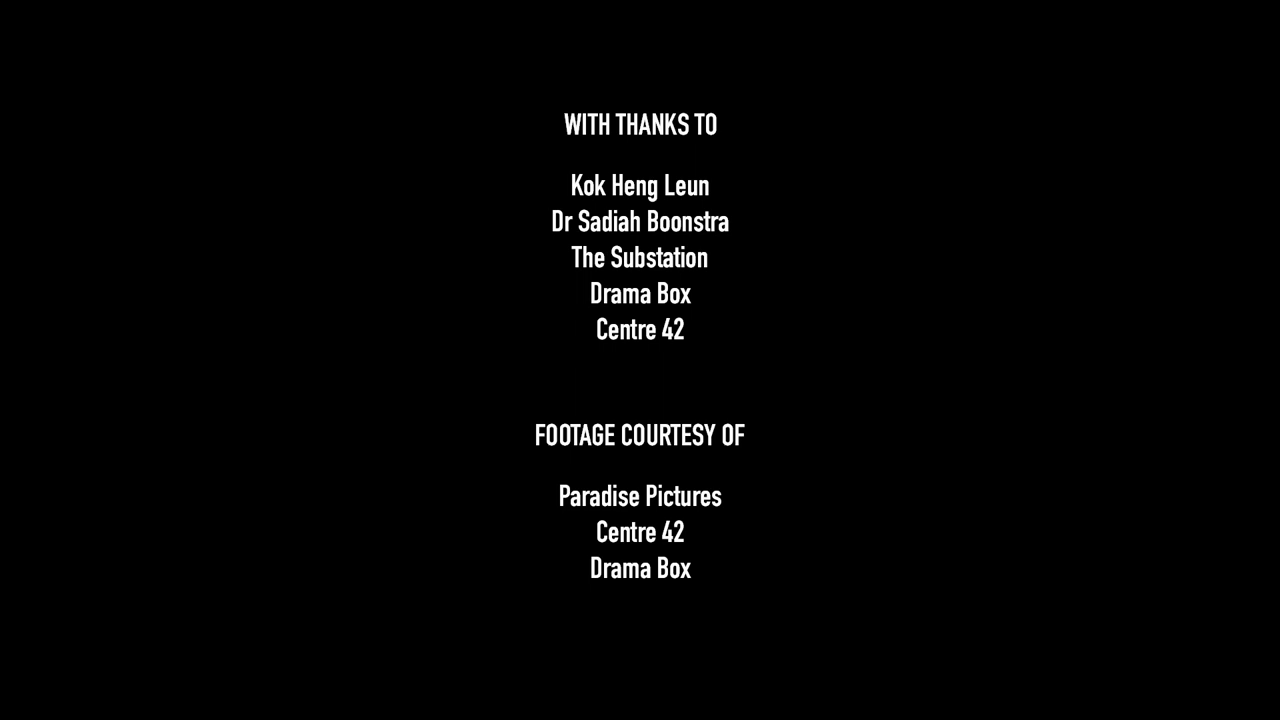 WITH THANKS TO
Kok Heng Leun
Dr Sadiah Boonstra
The Substation
Drama Box
Centre 42
FOOTAGE COURTESY OF
Paradise Pictures
Centre 42
Drama Box